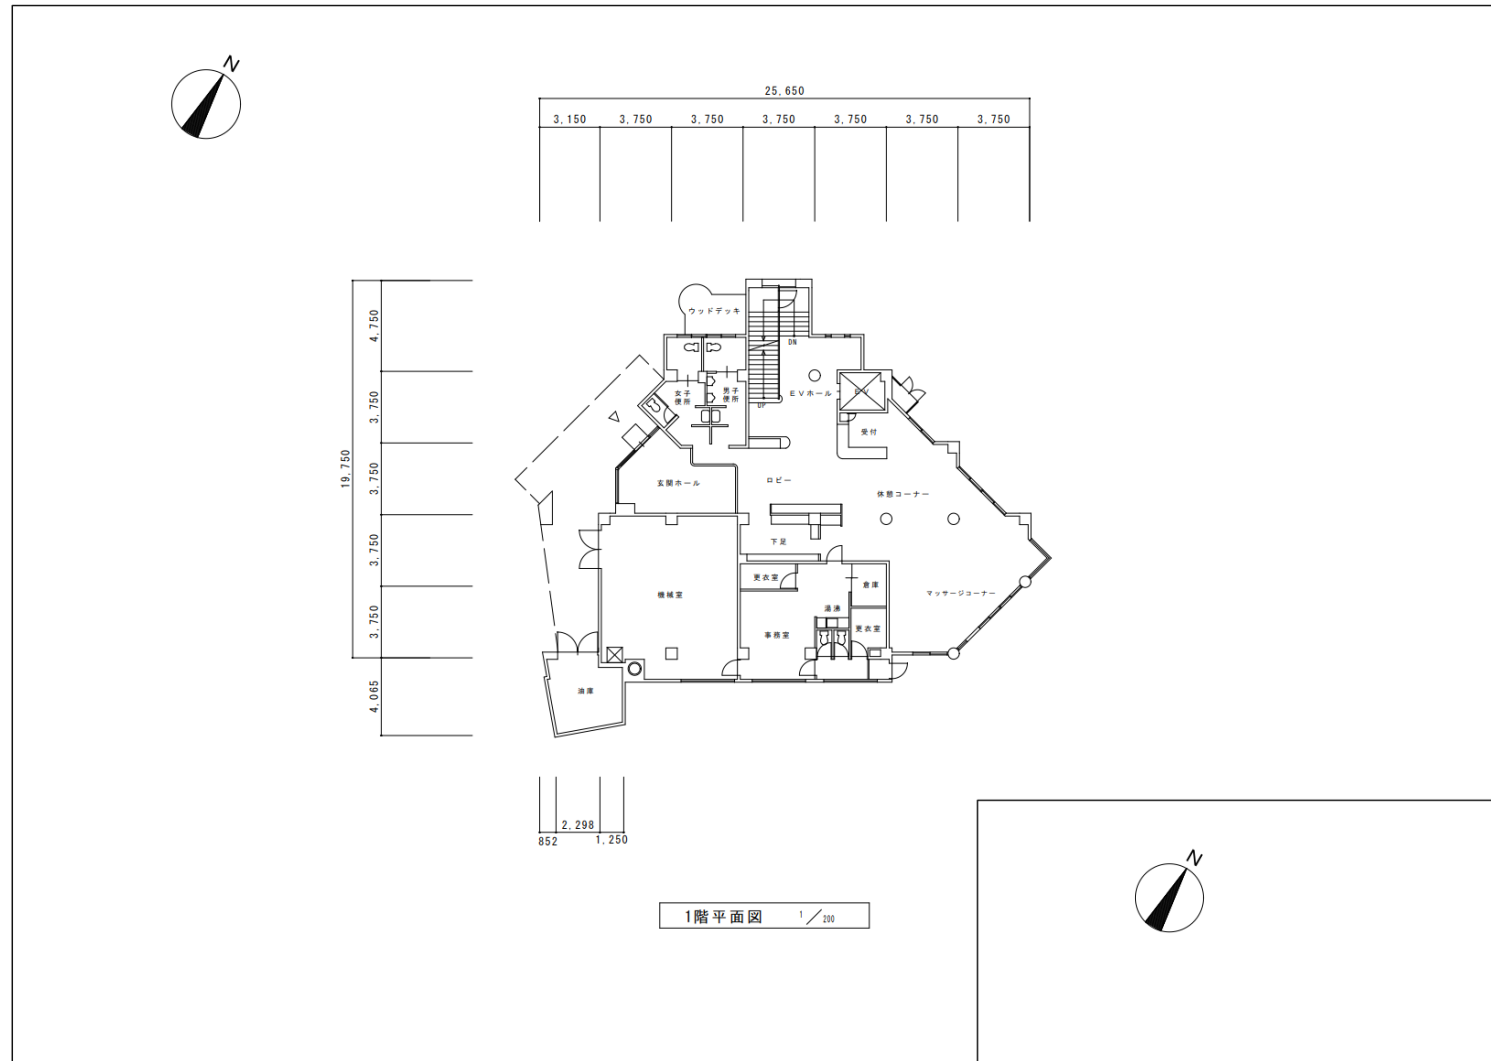 N
25,650
3,150 3,750 3,750 3,750 3,750 3,750 3,750
4,750
3,750
3,750
3,750
3,750
19,750
4,065
ウッドデッキ
DN
UP
女子
便所
男子
便所
EVホール
EV
受付
玄関ホール
ロビー
休憩コーナー
下足
更衣室
倉庫
機械室
湯沸
マッサージコーナー
事務室
更衣室
油庫
852 2,298 1,250
1階平面図 1/200
N